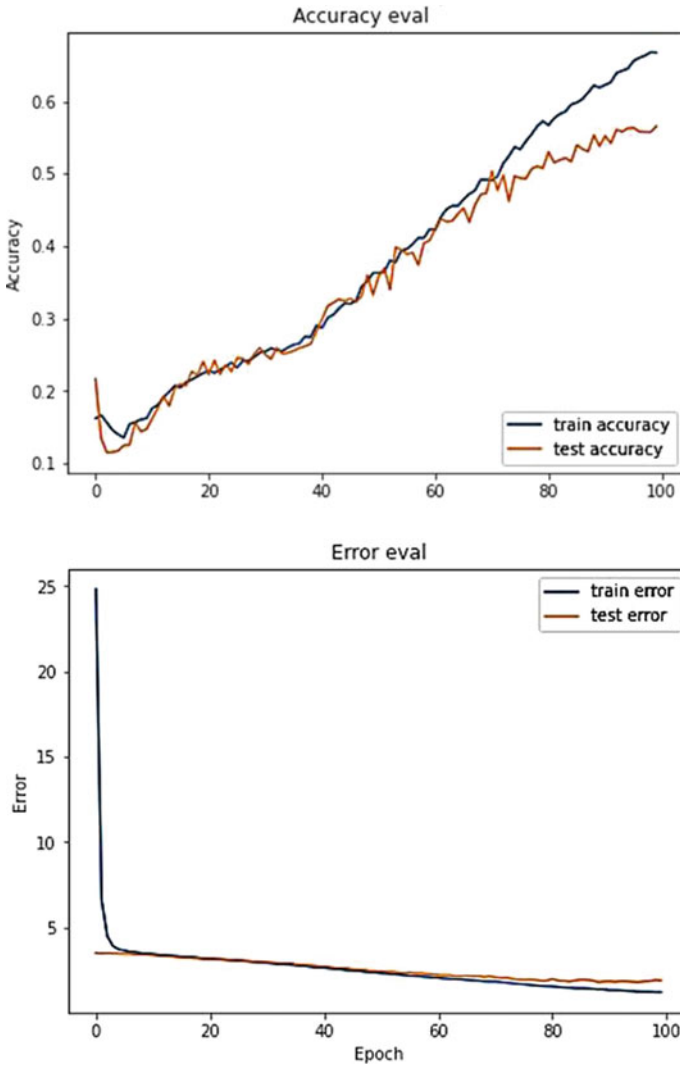 Accuracy eval
0.6
0.5
0.4
0.3
0.2
0.1
Accuracy
train accuracy
test accuracy
0 20 40 60 80 100
Error eval
25
20
15
10
5
Error
train error
test error
0 20 40 60 80 100
Epoch